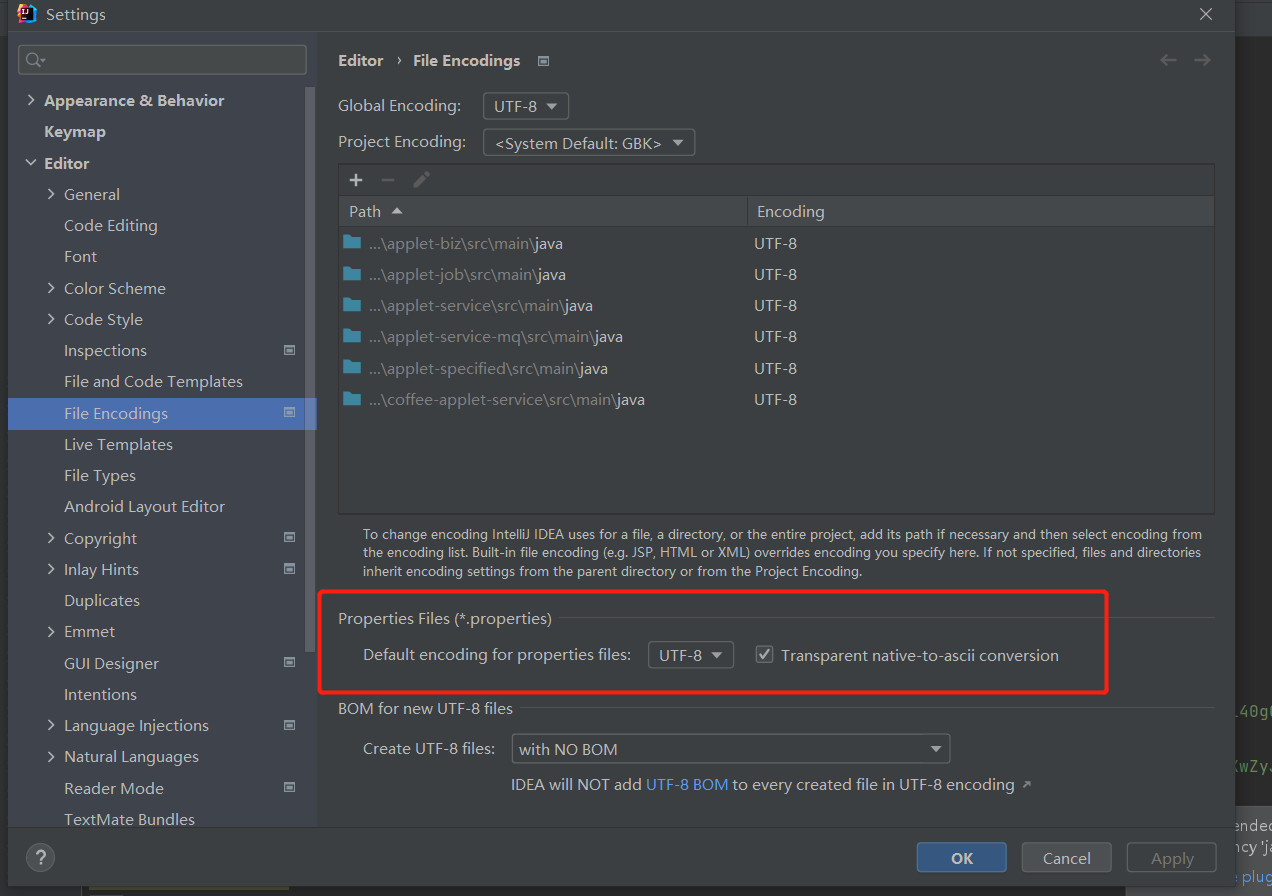 Settings
Appearance & Behavior
Keymap
Editor
General
Code Editing
Font
Color Scheme
Code Style
Inspections
File and Code Templates
File Encodings
Live Templates
File Types
Android Layout Editor
Copyright
Inlay Hints
Duplicates
Emmet
GUI Designer
Intentions
Language Injections
Natural Languages
Reader Mode
TextMate Bundles
Editor › File Encodings
Global Encoding: UTF-8
Project Encoding: <System Default: GBK>
Path Encoding
...\applet-biz\src\main\java UTF-8
...\applet-job\src\main\java UTF-8
...\applet-service\src\main\java UTF-8
...\applet-service-mq\src\main\java UTF-8
...\applet-specified\src\main\java UTF-8
...\coffee-applet-service\src\main\java UTF-8
To change encoding IntelliJ IDEA uses for a file, a directory, or the entire project, add its path if necessary and then select encoding from
the encoding list. Built-in file encoding (e.g. JSP, HTML or XML) overrides encoding you specify here. If not specified, files and directories
inherit encoding settings from the parent directory or from the Project Encoding.
Properties Files (*.properties)
Default encoding for properties files: UTF-8 Transparent native-to-ascii conversion
BOM for new UTF-8 files
Create UTF-8 files: with NO BOM
IDEA will NOT add UTF-8 BOM to every created file in UTF-8 encoding ↗
? OK Cancel Apply